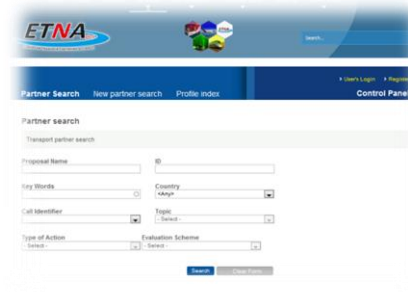 ETNA
Search...
User's Login Register
Partner Search New partner search Profile index Control Panel
Partner search
Transport partner search
Proposal Name ID
Key Words Country
<Any>
Call Identifier Topic
- Select -
Type of Action Evaluation Scheme
- Select - - Select -
Search Clear Form